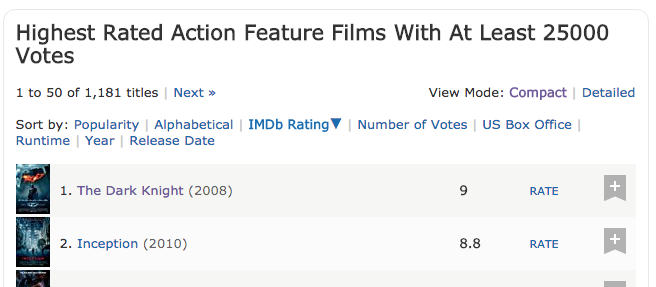 Highest Rated Action Feature Films With At Least 25000
Votes
1 to 50 of 1,181 titles | Next »
View Mode: Compact | Detailed
Sort by: Popularity | Alphabetical | IMDb Rating▼ | Number of Votes | US Box Office |
Runtime | Year | Release Date
1. The Dark Knight (2008) 9 RATE
2. Inception (2010) 8.8 RATE